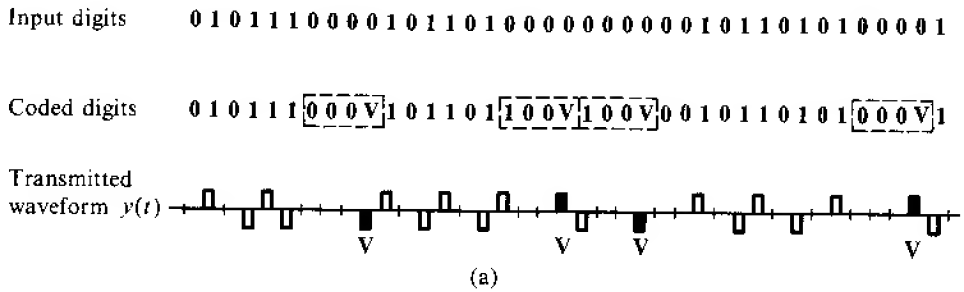 Input digits 0 1 0 1 1 1 0 0 0 0 1 0 1 1 0 1 0 0 0 0 0 0 0 0 0 0 1 0 1 1 0 1 0 1 0 0 0 0 1
Coded digits 0 1 0 1 1 1 0 0 0 V 1 0 1 1 0 1 1 0 0 V 1 0 0 V 0 0 1 0 1 1 0 1 0 1 0 0 0 V 1
Transmitted
waveform y(t)
V V V V
(a)